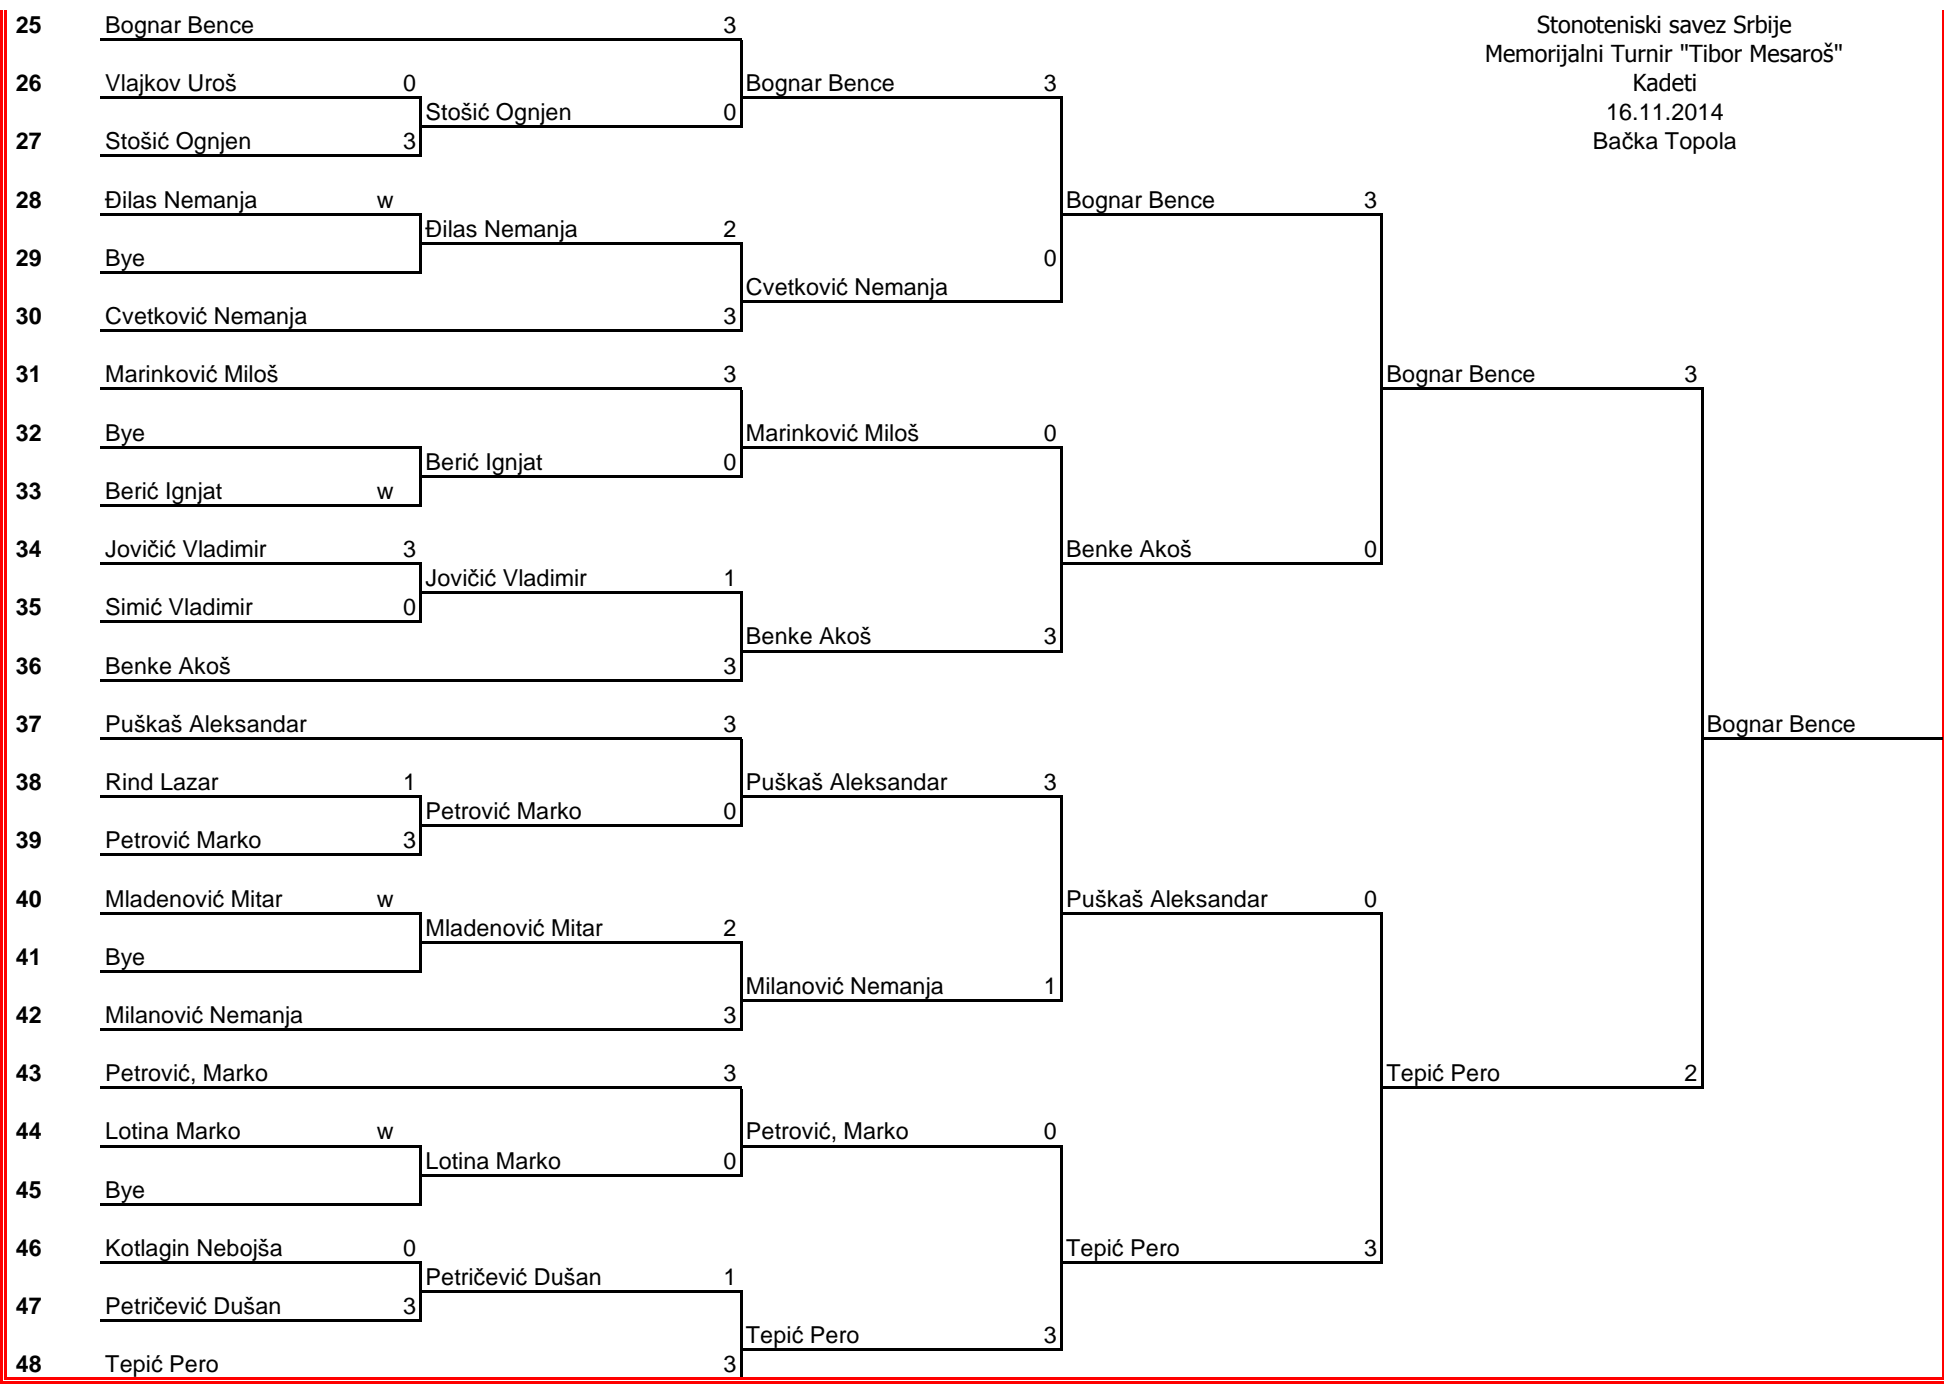 25 Bognar Bence 3
Stonoteniski savez Srbije
Memorijalni Turnir "Tibor Mesaroš"
26 Vlajkov Uroš 0 Bognar Bence 3
Kadeti
Stošić Ognjen 0
16.11.2014
27 Stošić Ognjen 3
Bačka Topola
28 Đilas Nemanja w Bognar Bence 3
Đilas Nemanja 2
29 Bye 0
Cvetković Nemanja
30 Cvetković Nemanja 3
31 Marinković Miloš 3 Bognar Bence 3
32 Bye Marinković Miloš 0
Berić Ignjat 0
33 Berić Ignjat w
34 Jovičić Vladimir 3 Benke Akoš 0
Jovičić Vladimir 1
35 Simić Vladimir 0
Benke Akoš 3
36 Benke Akoš 3
37 Puškaš Aleksandar 3 Bognar Bence
38 Rind Lazar 1 Puškaš Aleksandar 3
Petrović Marko 0
39 Petrović Marko 3
40 Mladenović Mitar w Puškaš Aleksandar 0
Mladenović Mitar 2
41 Bye
Milanović Nemanja 1
42 Milanović Nemanja 3
43 Petrović, Marko 3 Tepić Pero 2
44 Lotina Marko w Petrović, Marko 0
Lotina Marko 0
45 Bye
46 Kotlagin Nebojša 0 Tepić Pero 3
Petričević Dušan 1
47 Petričević Dušan 3
Tepić Pero 3
48 Tepić Pero 3